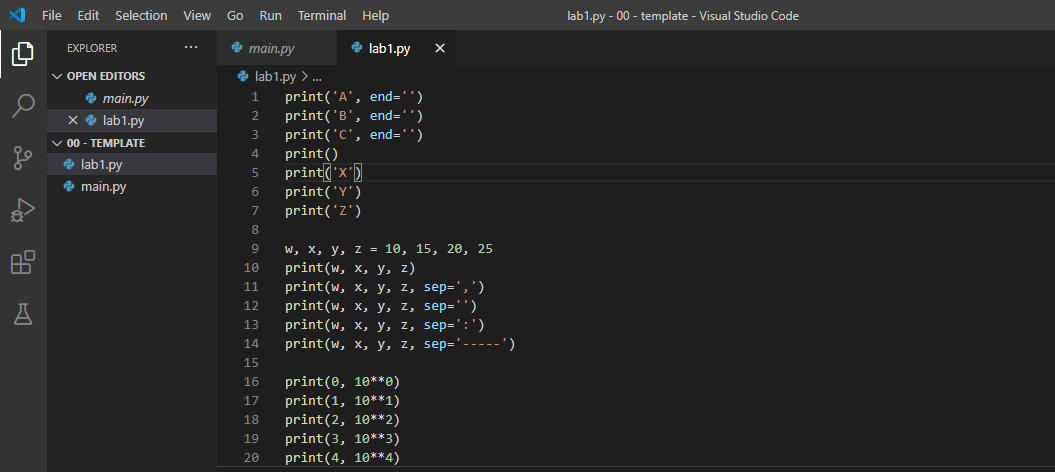 File Edit Selection View Go Run Terminal Help lab1.py - 00 - template - Visual Studio Code
EXPLORER ···
main.py lab1.py
OPEN EDITORS
main.py
lab1.py
00 - TEMPLATE
lab1.py
main.py
lab1.py > ...
1 print('A', end='')
2 print('B', end='')
3 print('C', end='')
4 print()
5 print('X')
6 print('Y')
7 print('Z')
8
9 w, x, y, z = 10, 15, 20, 25
10 print(w, x, y, z)
11 print(w, x, y, z, sep=',')
12 print(w, x, y, z, sep='')
13 print(w, x, y, z, sep=':')
14 print(w, x, y, z, sep='-----')
15
16 print(0, 10**0)
17 print(1, 10**1)
18 print(2, 10**2)
19 print(3, 10**3)
20 print(4, 10**4)